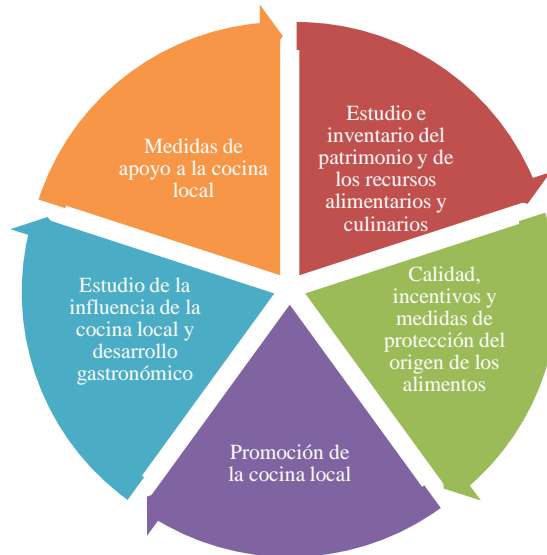 Estudio e
inventario del
patrimonio y de
los recursos
alimentarios y
culinarios
Calidad,
incentivos y
medidas de
protección del
origen de los
alimentos
Promoción de
la cocina local
Estudio de la
influencia de la
cocina local y
desarrollo
gastronómico
Medidas de
apoyo a la cocina
local